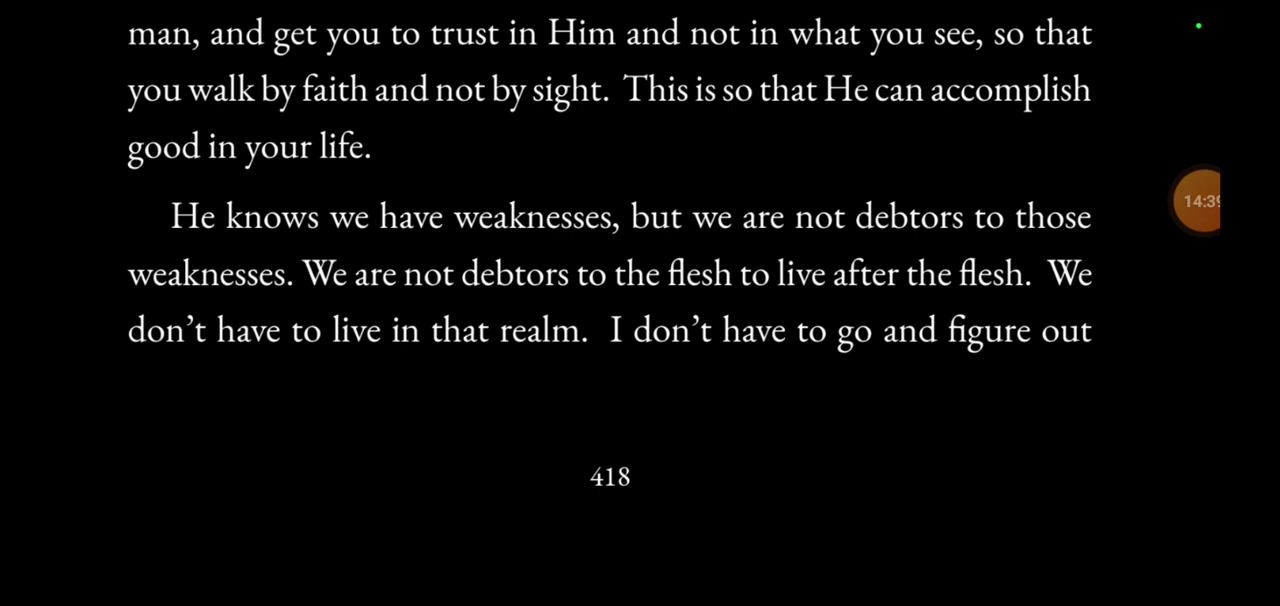 man, and get you to trust in Him and not in what you see, so that
you walk by faith and not by sight.  This is so that He can accomplish
good in your life.
He knows we have weaknesses, but we are not debtors to those
weaknesses. We are not debtors to the flesh to live after the flesh.  We
don’t have to live in that realm.  I don’t have to go and figure out
418
14:39